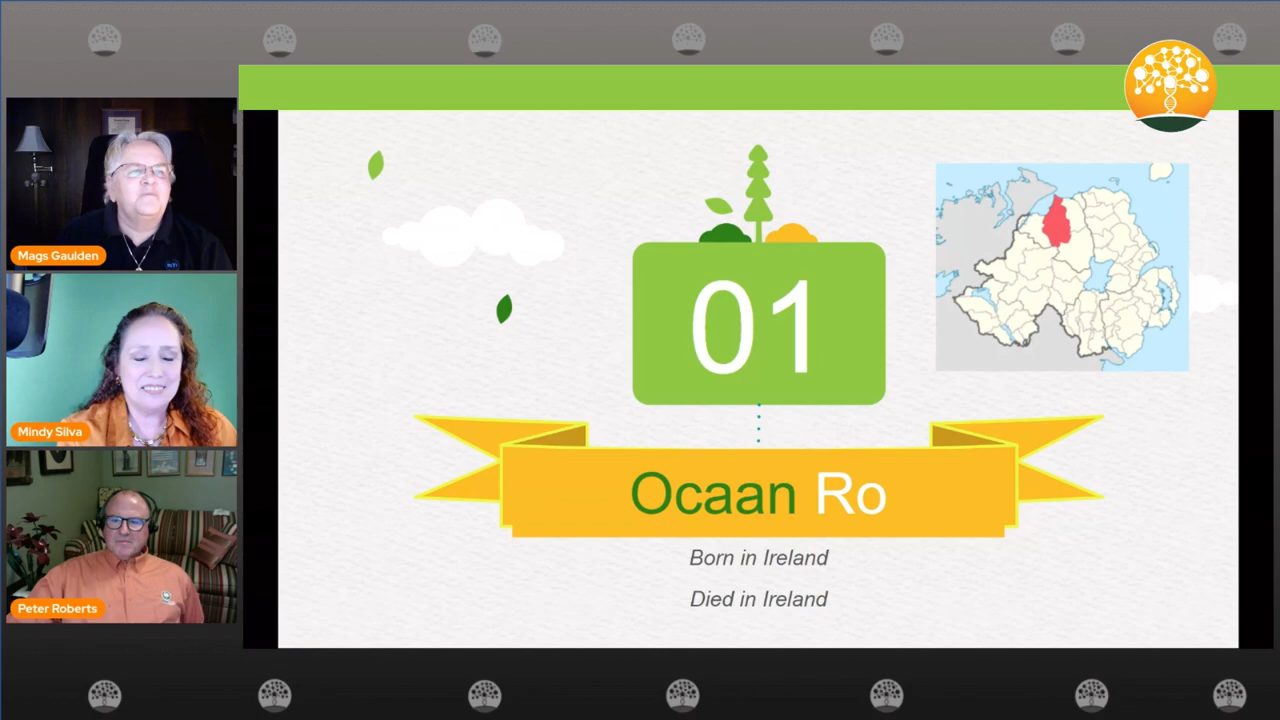 Mags Gaulden
Mindy Silva
Peter Roberts
01
Ocaan Ro
Born in Ireland
Died in Ireland